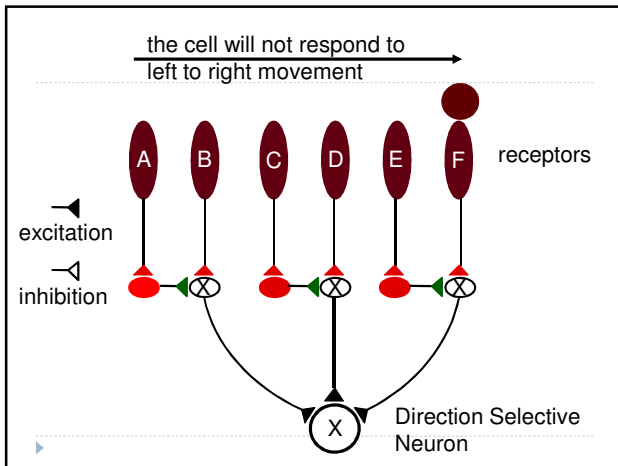 the cell will not respond to
left to right movement
A B C D E F receptors
excitation
inhibition
X X X
X
Direction Selective
Neuron